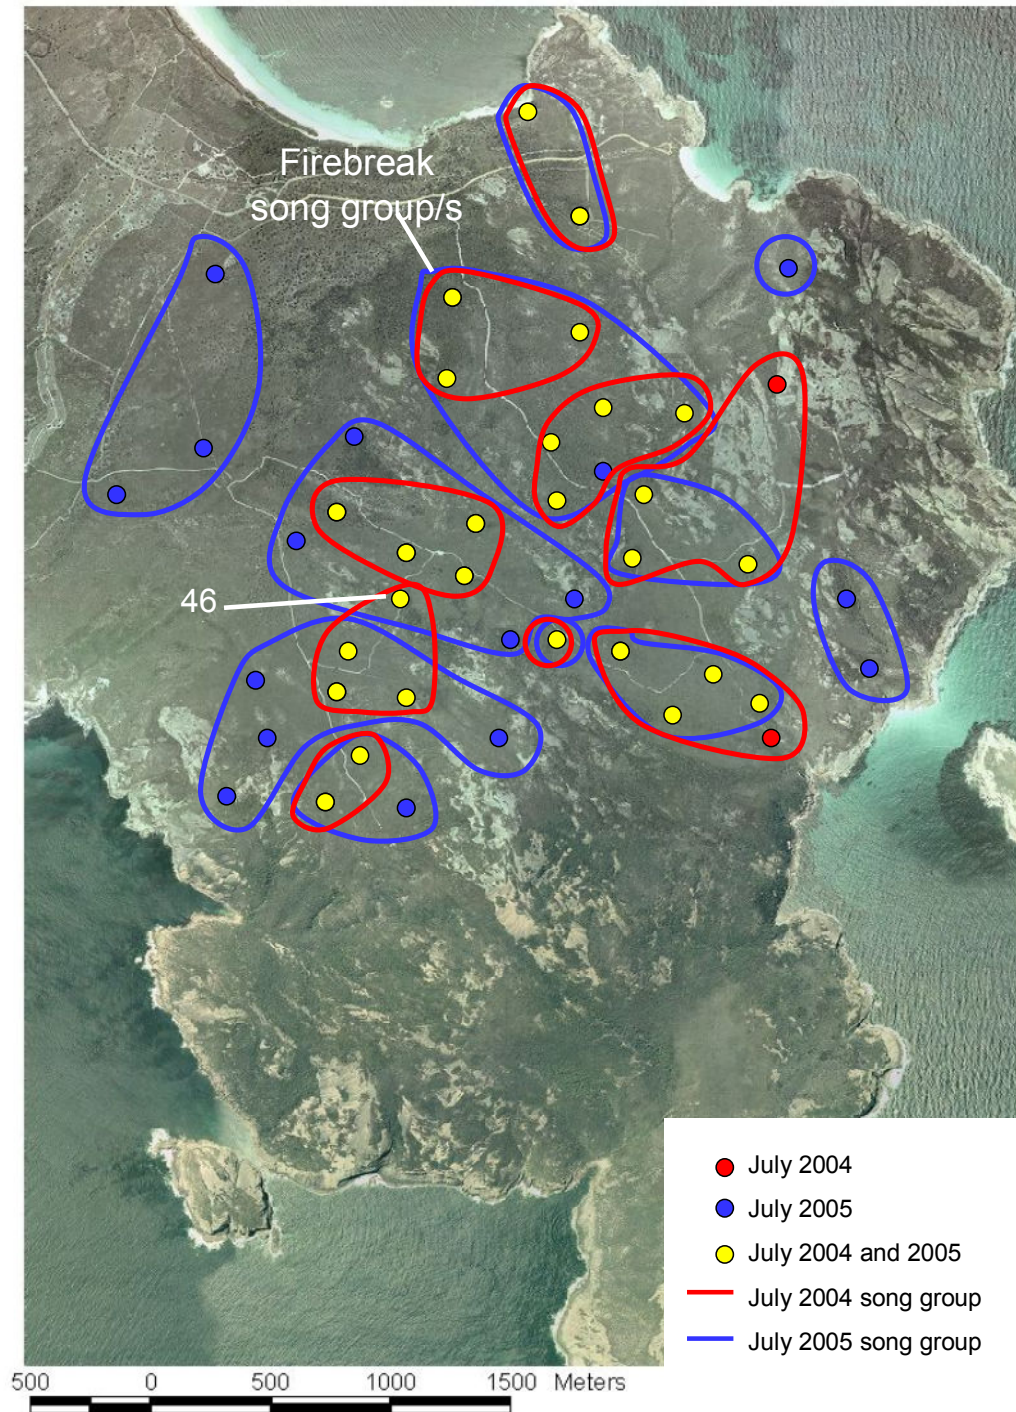 Firebreak
song group/s
46
July 2004
July 2005
July 2004 and 2005
July 2004 song group
July 2005 song group
500 0 500 1000 1500 Meters